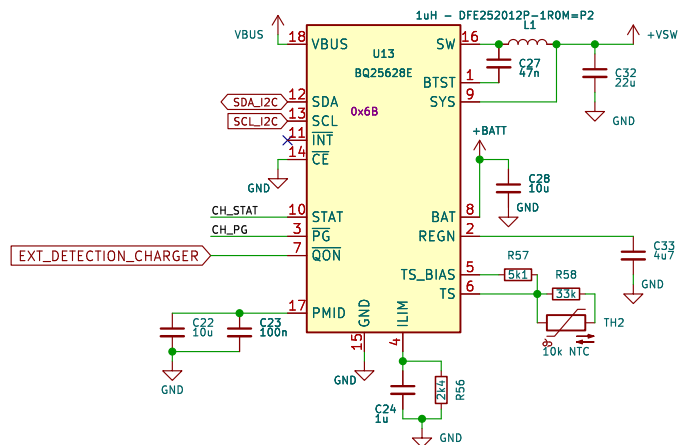 1uH - DFE252012P-1R0M=P2
L1
VBUS
18
VBUS
U13
BQ25628E
SW
16
+VSW
C27
47n
C32
22u
BTST
1
SDA_I2C
12
SDA
0x6B
SYS
9
SCL_I2C
13
SCL
GND
11
INT
+BATT
14
CE
GND
C28
10u
CH_STAT
10
STAT
BAT
8
GND
CH_PG
3
PG
REGN
2
EXT_DETECTION_CHARGER
7
QON
C33
4u7
R57
5k1
TS_BIAS
5
R58
33k
GND
TS
6
17
PMID
C22
10u
C23
100n
GND
ILIM
TH2
10k NTC
15
4
GND
GND
C24
1u
2k4
R56
GND